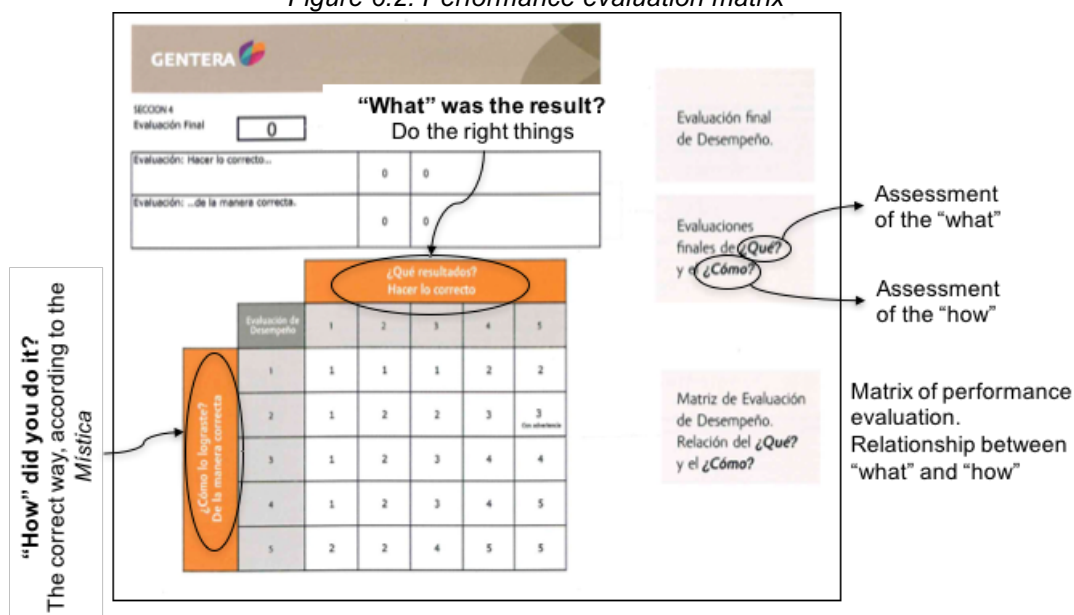 Figure 6.2. Performance evaluation matrix
GENTERA
SECCION 4
Evaluación Final
0
"What" was the result?
Do the right things
Evaluación: Hacer lo correcto...
0 0
Evaluación: ...de la manera correcta.
0 0
¿Qué resultados?
Hacer lo correcto
Evaluación de
Desempeño
1 2 3 4 5
1 1 1 1 2 2
2 1 2 2 3 3
Con advertencia
3 1 2 3 4 4
4 1 2 3 4 5
5 2 2 4 5 5
¿Cómo lo lograste?
De la manera correcta
"How" did you do it?
The correct way, according to the
Mística
Evaluación final
de Desempeño.
Evaluaciones
finales de ¿Qué?
y el ¿Cómo?
Assessment
of the "what"
Assessment
of the "how"
Matriz de Evaluación
de Desempeño.
Relación del ¿Qué?
y el ¿Cómo?
Matrix of performance
evaluation.
Relationship between
"what" and "how"